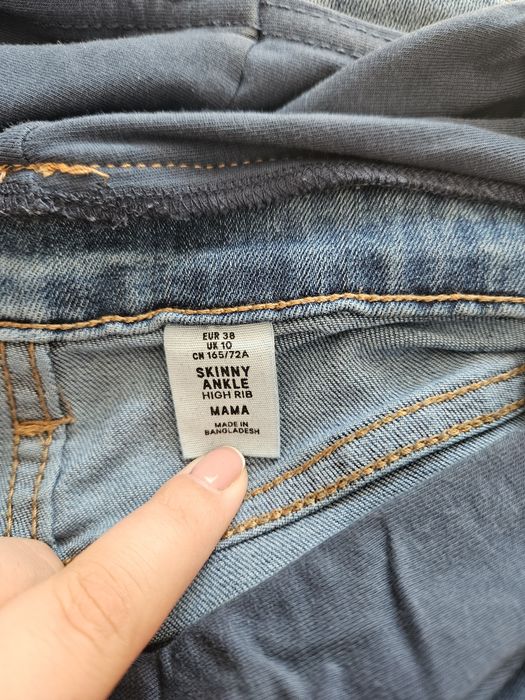 EUR 38
UK 10
CN 165/72A
SKINNY
ANKLE
HIGH RIB
MAMA
MADE IN
BANGLADESH